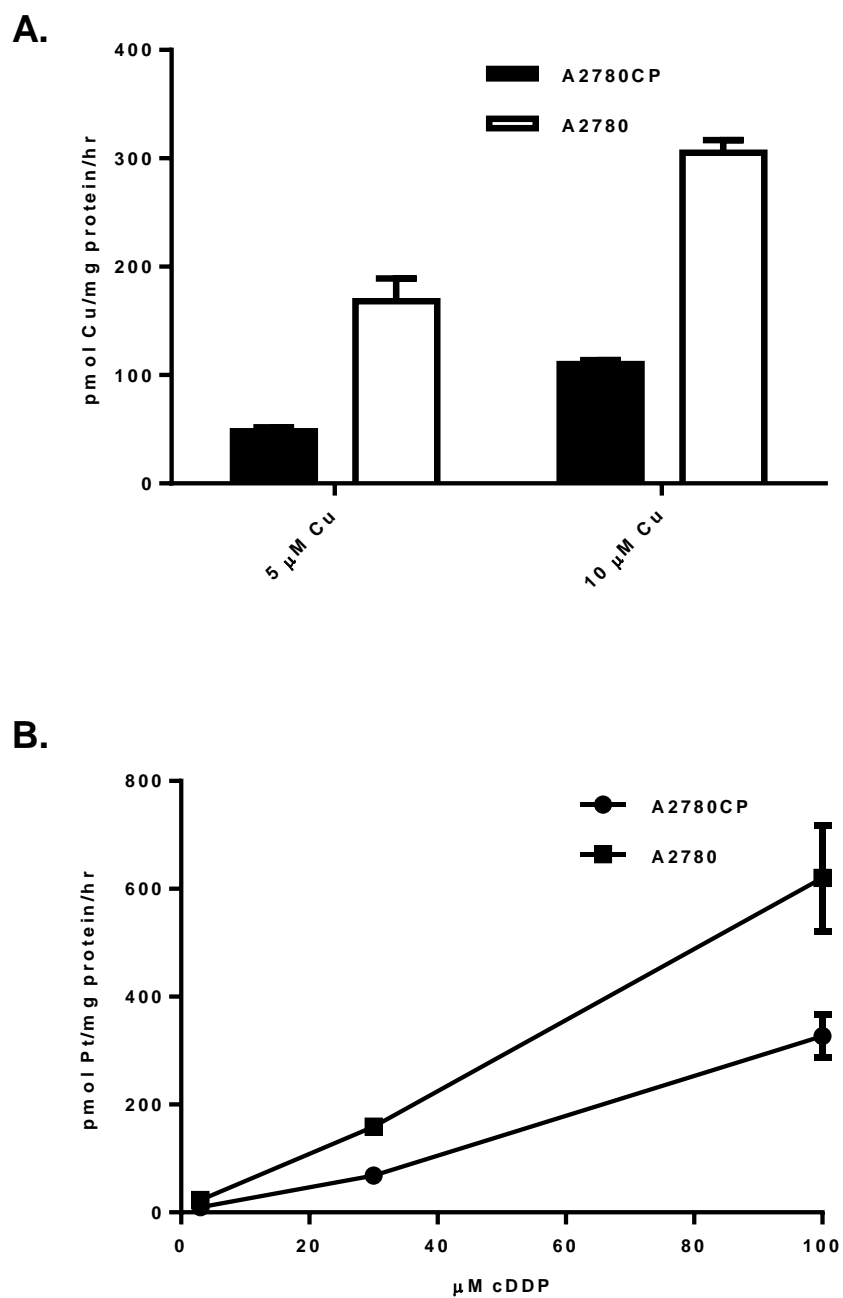 A.
400
300
200
100
0
pmol Cu/mg protein/hr
A2780CP
A2780
5 µM Cu
10 µM Cu
B.
800
600
400
200
0
pmol Pt/mg protein/hr
A2780CP
A2780
0 20 40 60 80 100
µM cDDP